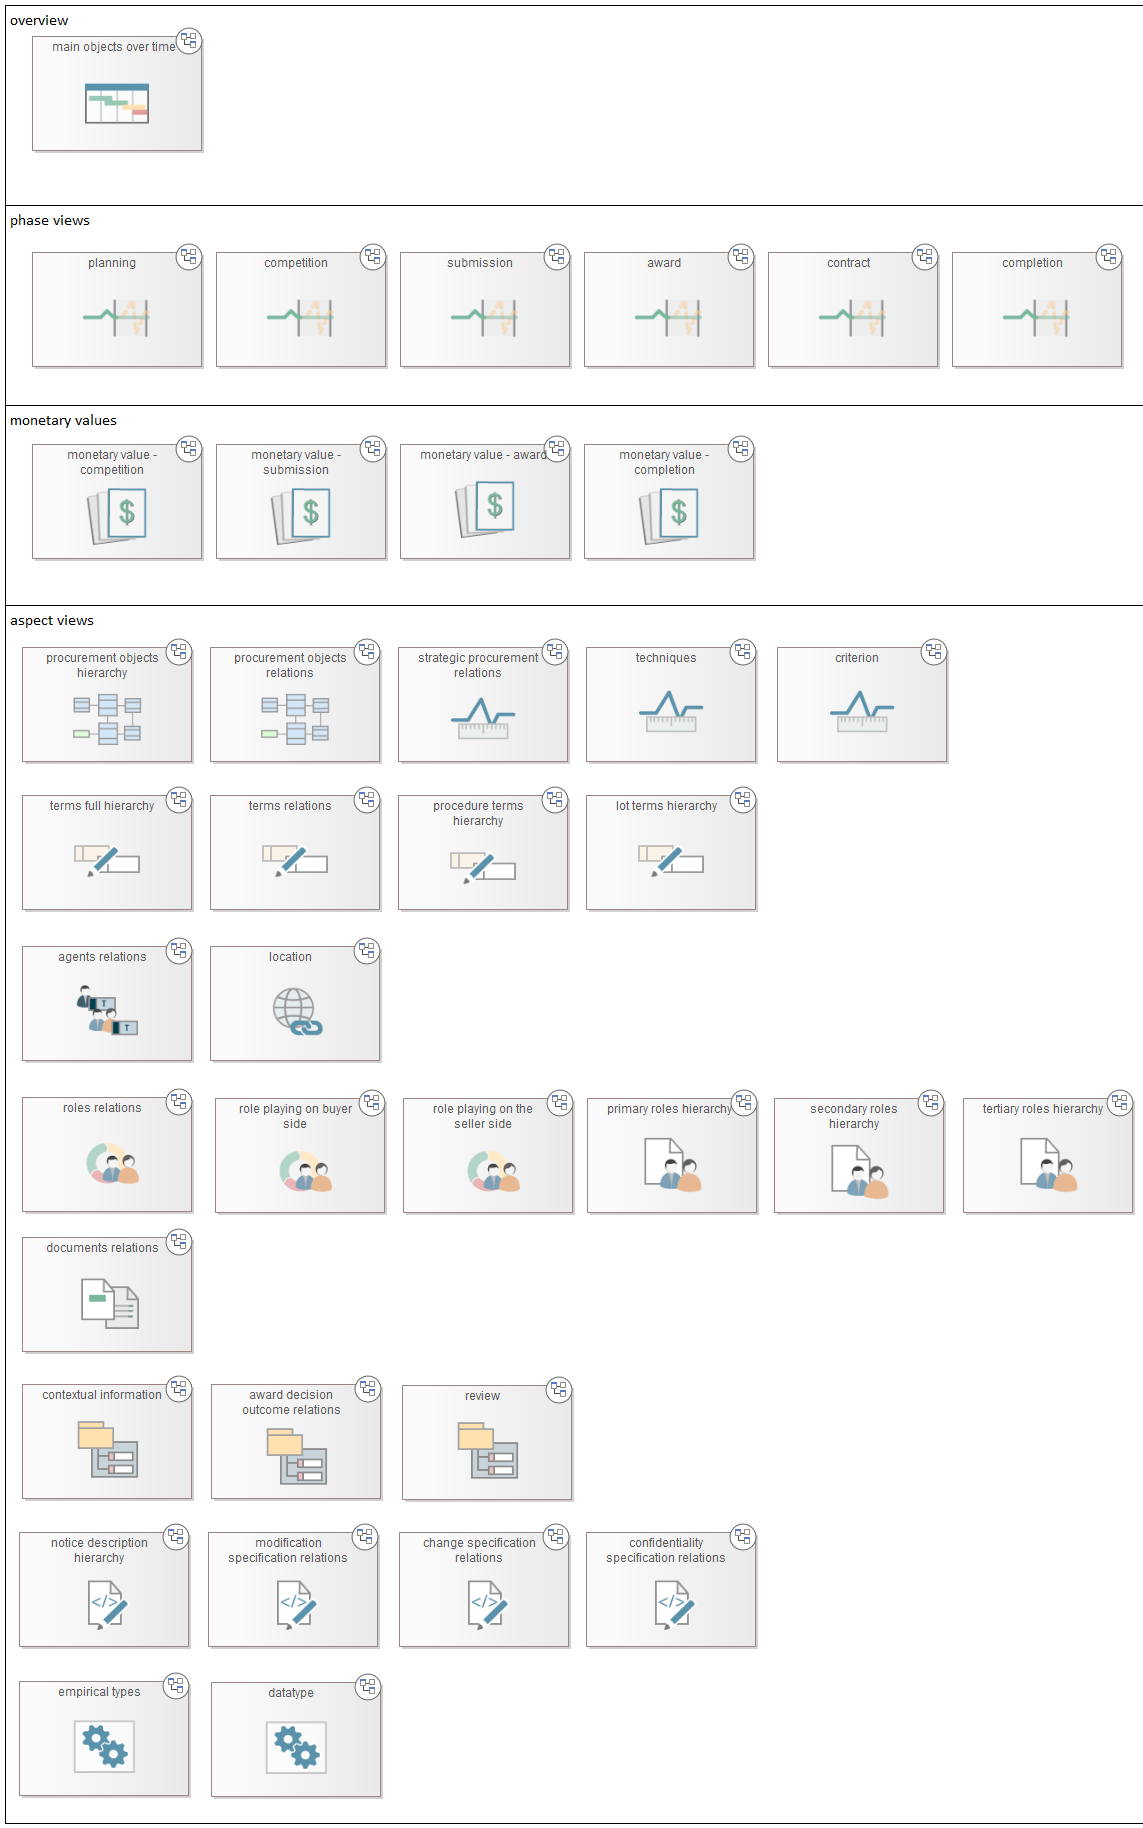 overview
main objects over time
phase views
planning
competition
submission
award
contract
completion
monetary values
monetary value -
competition
monetary value -
submission
monetary value - award
monetary value -
completion
$
$
$
$
aspect views
procurement objects
hierarchy
procurement objects
relations
strategic procurement
relations
techniques
criterion
terms full hierarchy
terms relations
procedure terms
hierarchy
lot terms hierarchy
agents relations
T
T
location
roles relations
role playing on buyer
side
role playing on the
seller side
primary roles hierarchy
secondary roles
hierarchy
tertiary roles hierarchy
documents relations
contextual information
award decision
outcome relations
review
notice description
hierarchy
modification
specification relations
change specification
relations
confidentiality
specification relations
</>
</>
</>
</>
empirical types
datatype